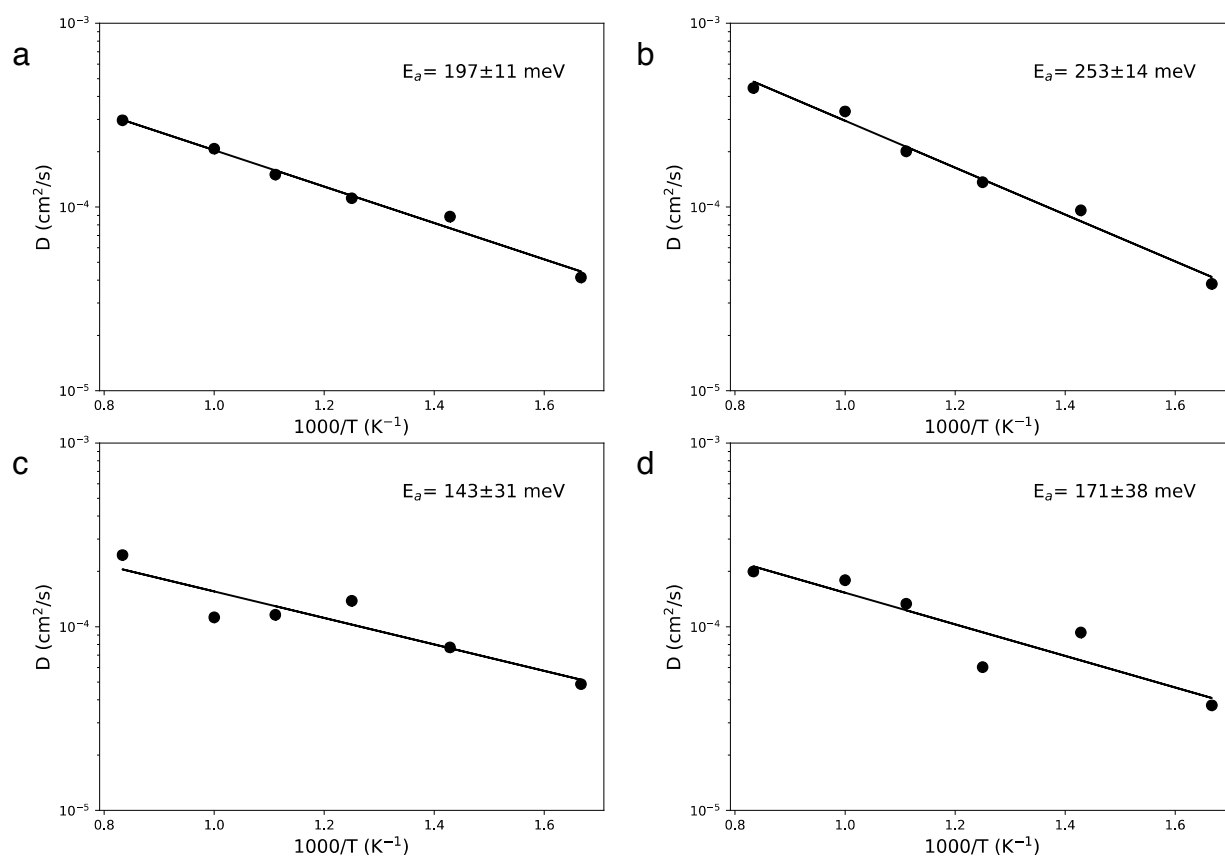 a
E_a= 197±11 meV
10⁻³
10⁻⁴
10⁻⁵
D (cm²/s)
0.8 1.0 1.2 1.4 1.6
1000/T (K⁻¹)
b
E_a= 253±14 meV
10⁻³
10⁻⁴
10⁻⁵
D (cm²/s)
0.8 1.0 1.2 1.4 1.6
1000/T (K⁻¹)
c
E_a= 143±31 meV
10⁻³
10⁻⁴
10⁻⁵
D (cm²/s)
0.8 1.0 1.2 1.4 1.6
1000/T (K⁻¹)
d
E_a= 171±38 meV
10⁻³
10⁻⁴
10⁻⁵
D (cm²/s)
0.8 1.0 1.2 1.4 1.6
1000/T (K⁻¹)